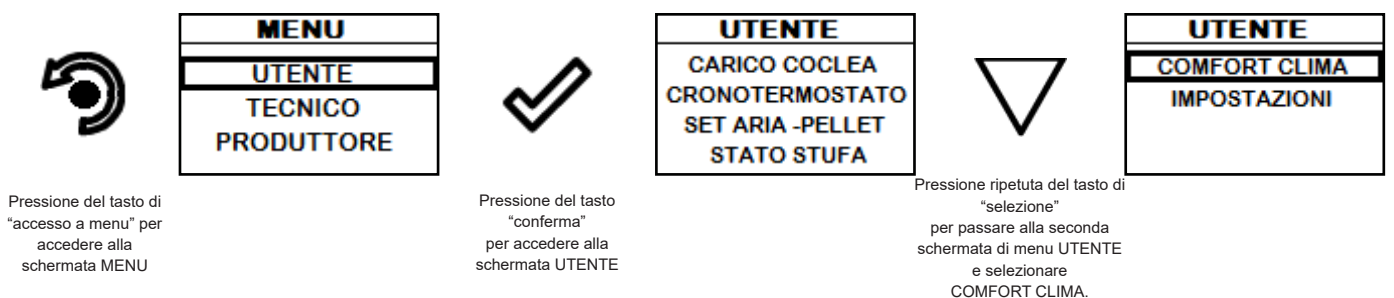 MENU
UTENTE
TECNICO
PRODUTTORE
UTENTE
CARICO COCLEA
CRONOTERMOSTATO
SET ARIA -PELLET
STATO STUFA
UTENTE
COMFORT CLIMA
IMPOSTAZIONI
Pressione del tasto di
“accesso a menu” per
accedere alla
schermata MENU
Pressione del tasto
“conferma”
per accedere alla
schermata UTENTE
Pressione ripetuta del tasto di
“selezione”
per passare alla seconda
schermata di menu UTENTE
e selezionare
COMFORT CLIMA.